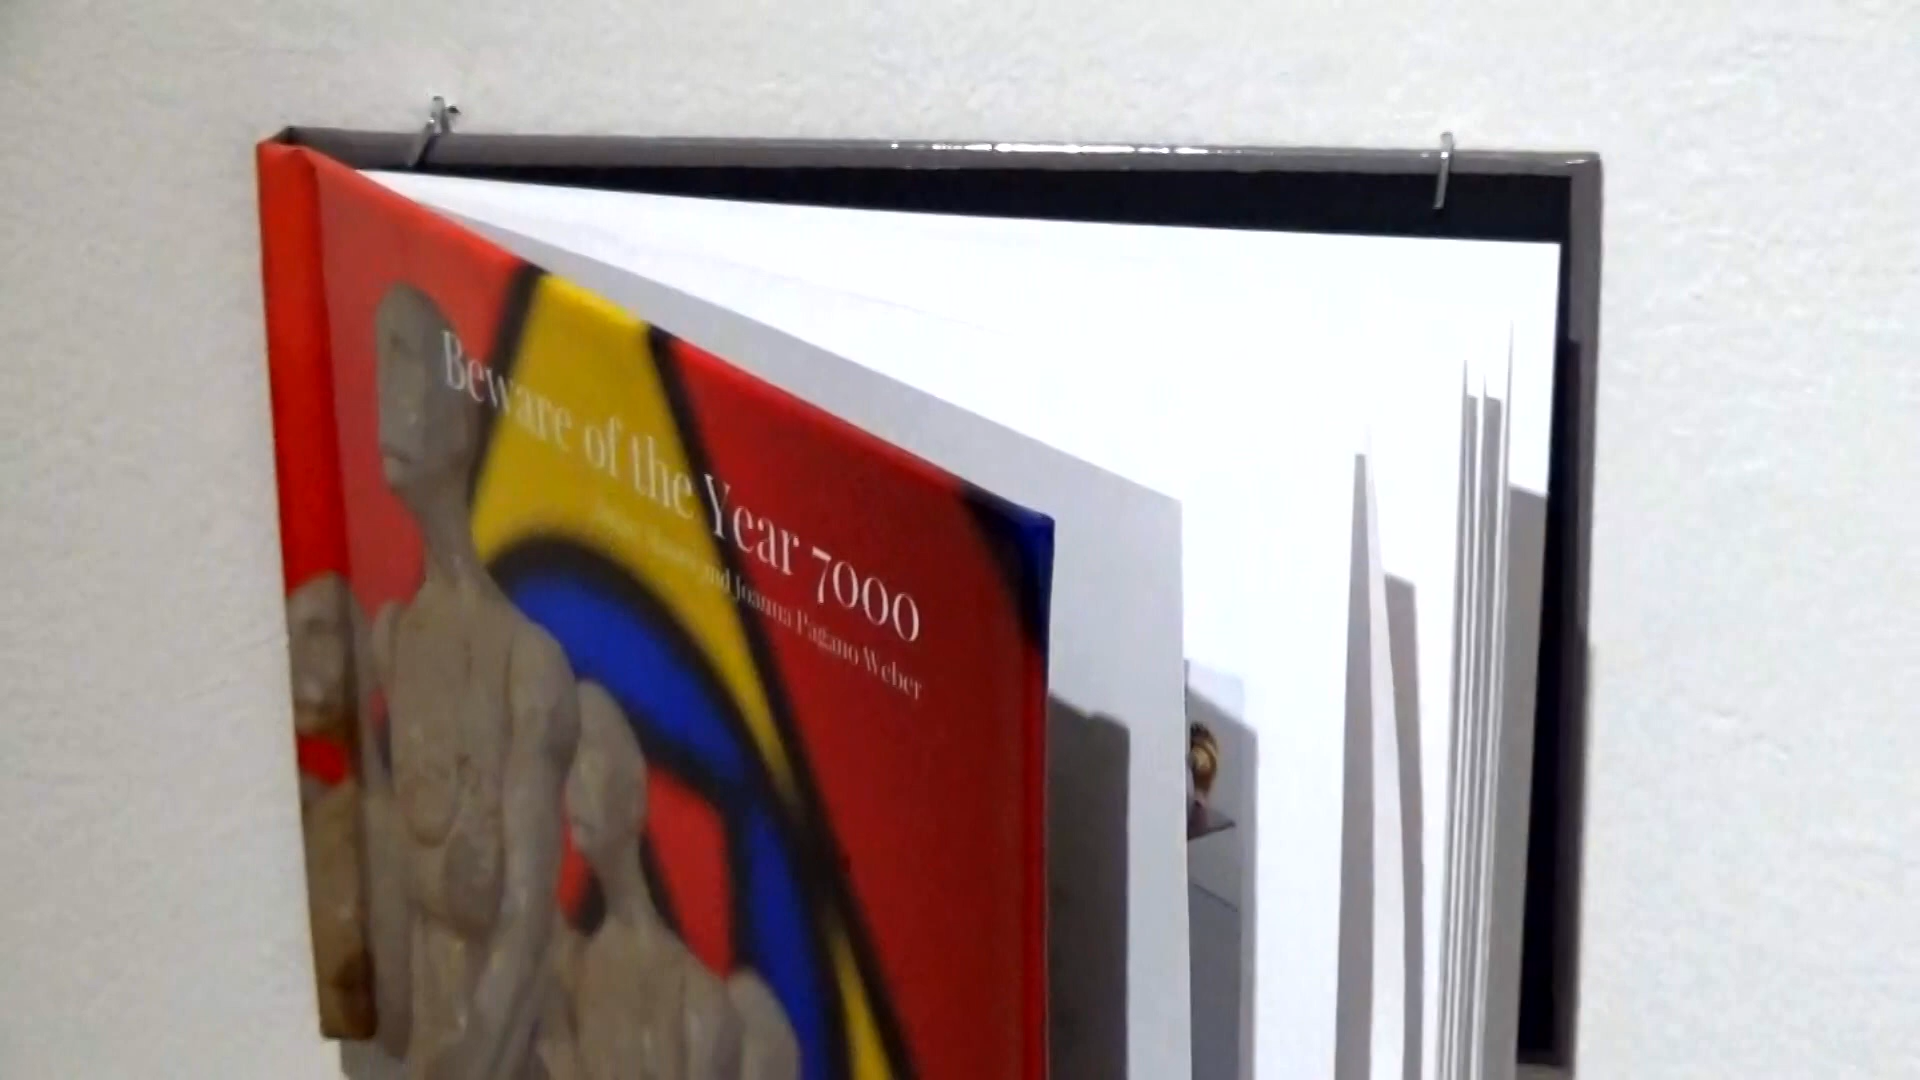 Beware of the Year 7000
and Joanna Pagano Weber